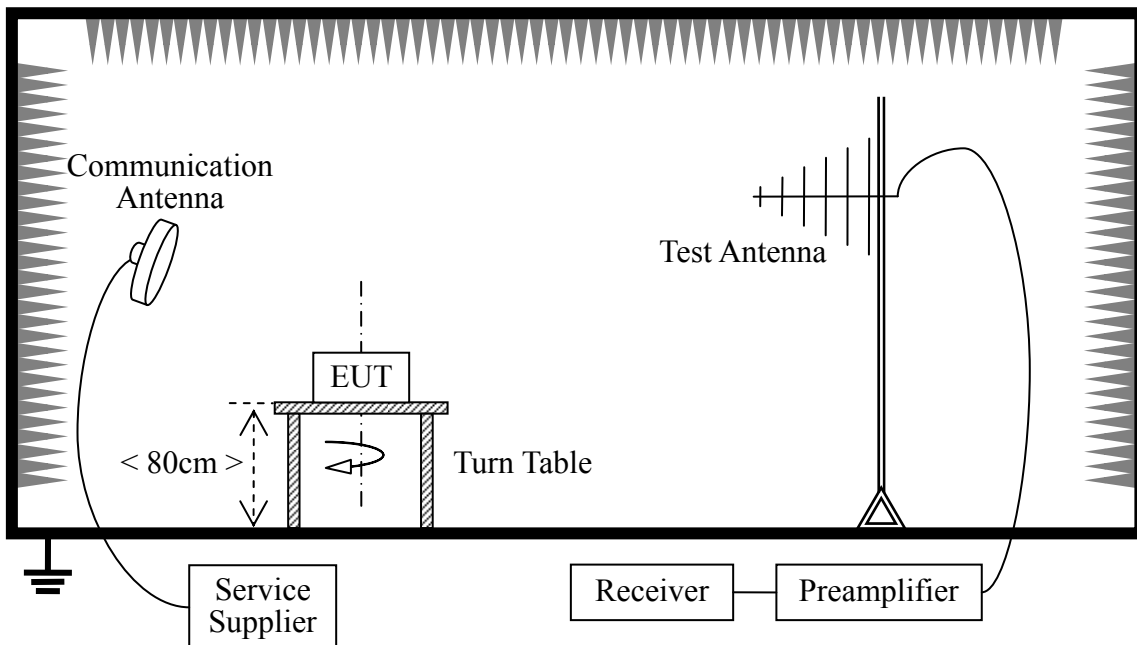 Communication
Antenna
Test Antenna
EUT
< 80cm >
Turn Table
Service
Supplier
Receiver
Preamplifier